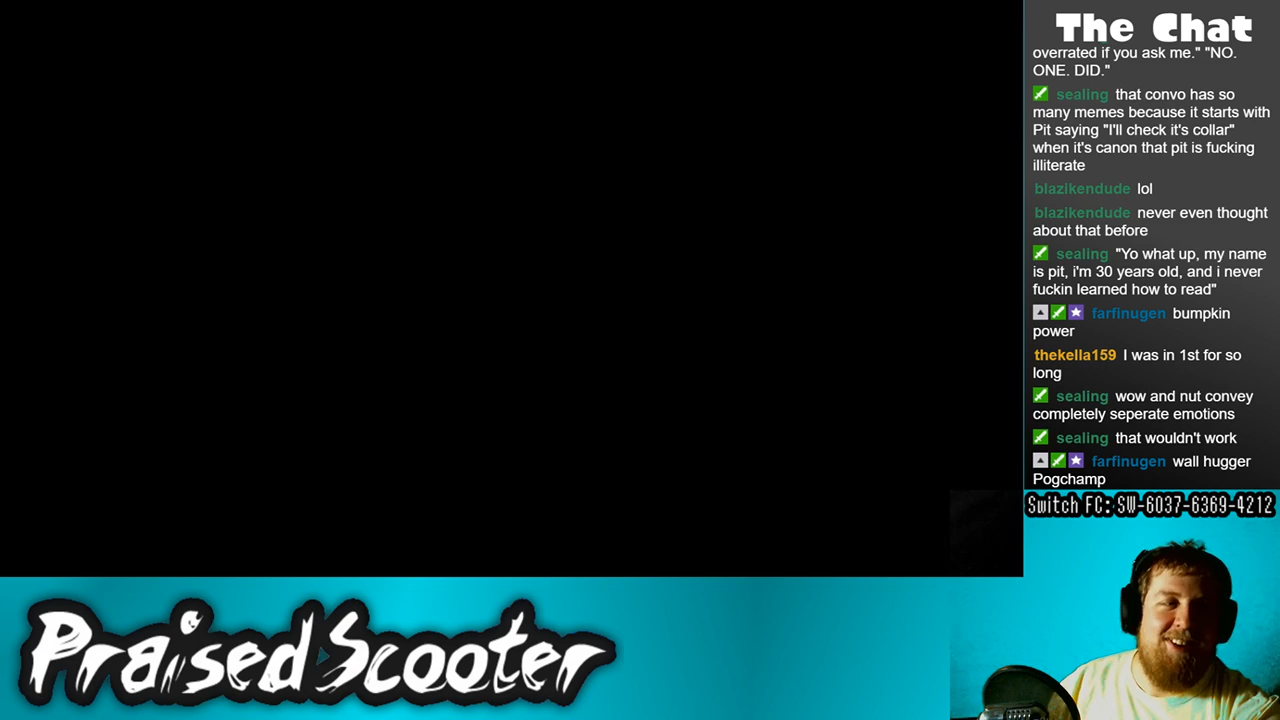 The Chat
overrated if you ask me." "NO.
ONE. DID."
sealing that convo has so
many memes because it starts with
Pit saying "I'll check it's collar"
when it's canon that pit is fucking
illiterate
blazikendude lol
blazikendude never even thought
about that before
sealing "Yo what up, my name
is pit, i'm 30 years old, and i never
fuckin learned how to read"
farfinugen bumpkin
power
thekella159 I was in 1st for so
long
sealing wow and nut convey
completely seperate emotions
sealing that wouldn't work
farfinugen wall hugger
Pogchamp
Switch FC: SW-6037-6369-4212
PraisedScooter